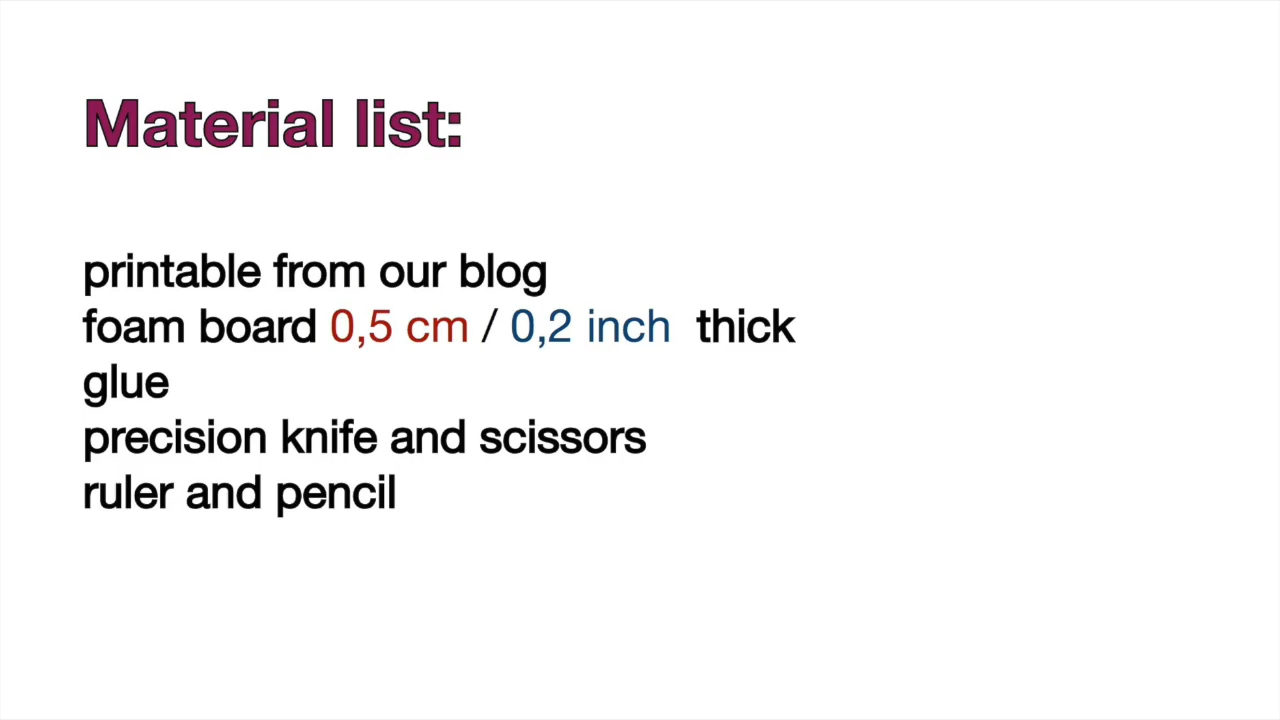 Material list:
printable from our blog
foam board 0,5 cm / 0,2 inch thick
glue
precision knife and scissors
ruler and pencil